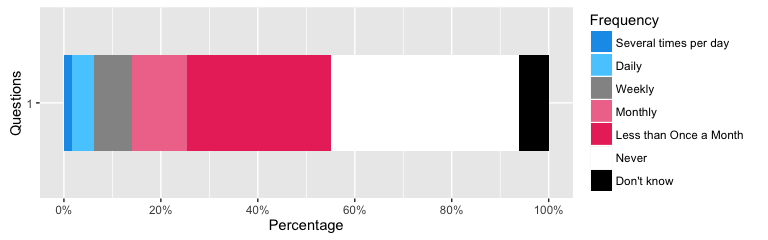 Frequency
Several times per day
Daily
Weekly
Monthly
Less than Once a Month
Never
Don't know
Questions
1
0%
20%
40%
60%
80%
100%
Percentage